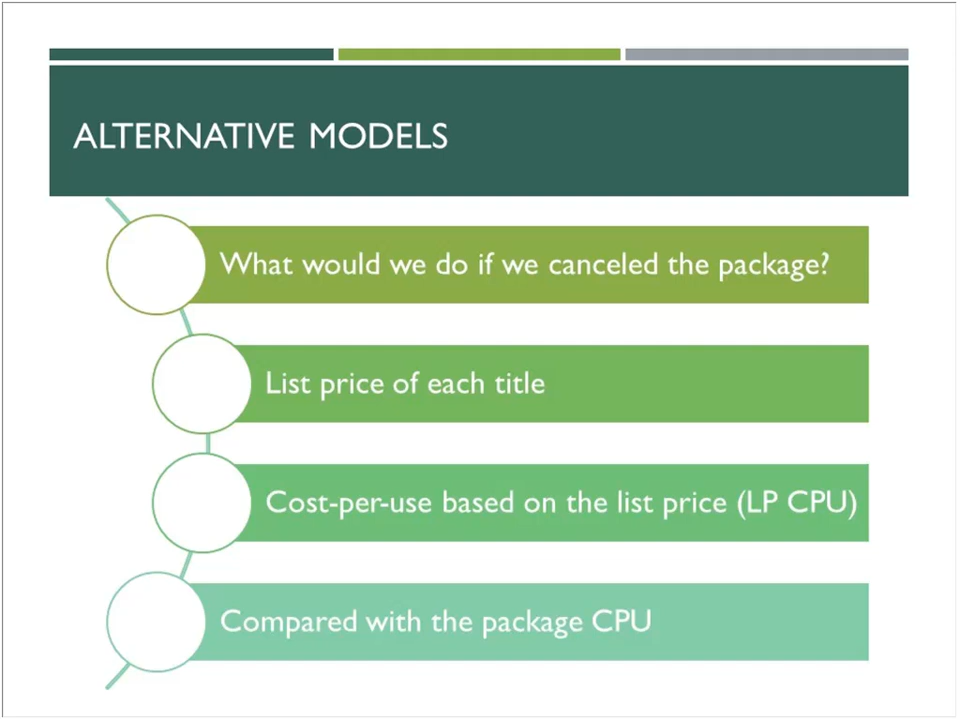 ALTERNATIVE MODELS
What would we do if we canceled the package?
List price of each title
Cost-per-use based on the list price (LP CPU)
Compared with the package CPU